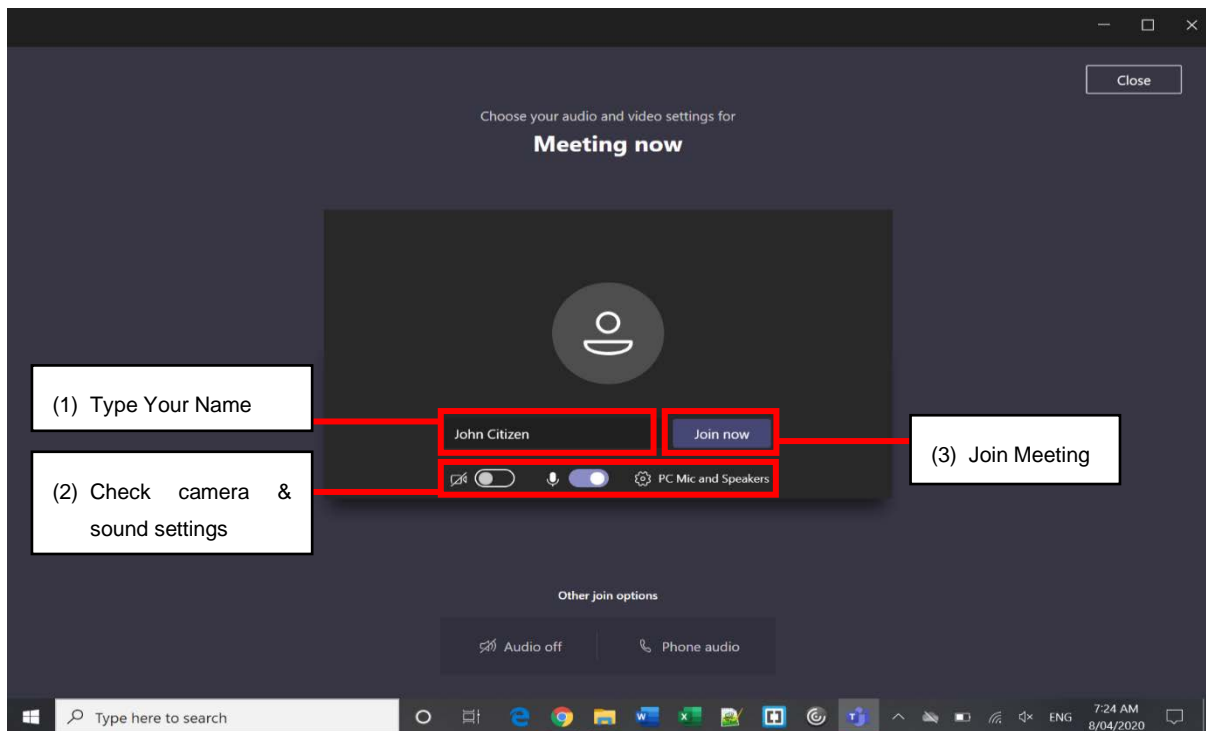 Close
Choose your audio and video settings for
Meeting now
(1) Type Your Name
John Citizen
Join now
(3) Join Meeting
(2) Check camera &
sound settings
PC Mic and Speakers
Other join options
Audio off
Phone audio
Type here to search
ENG
7:24 AM
8/04/2020